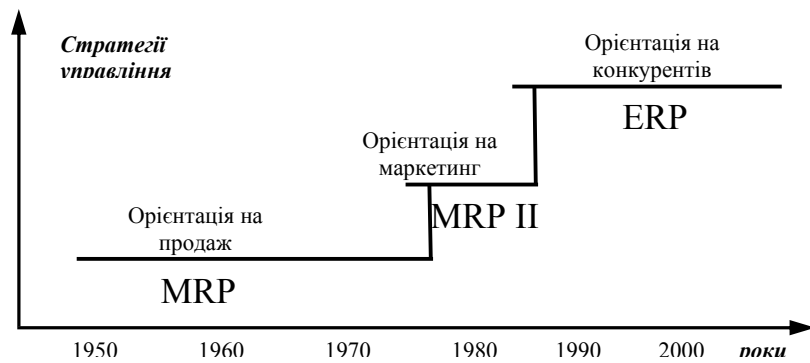 Стратегії
управління
Орієнтація на
конкурентів
ERP
Орієнтація на
маркетинг
MRP II
Орієнтація на
продаж
MRP
1950 1960 1970 1980 1990 2000 роки